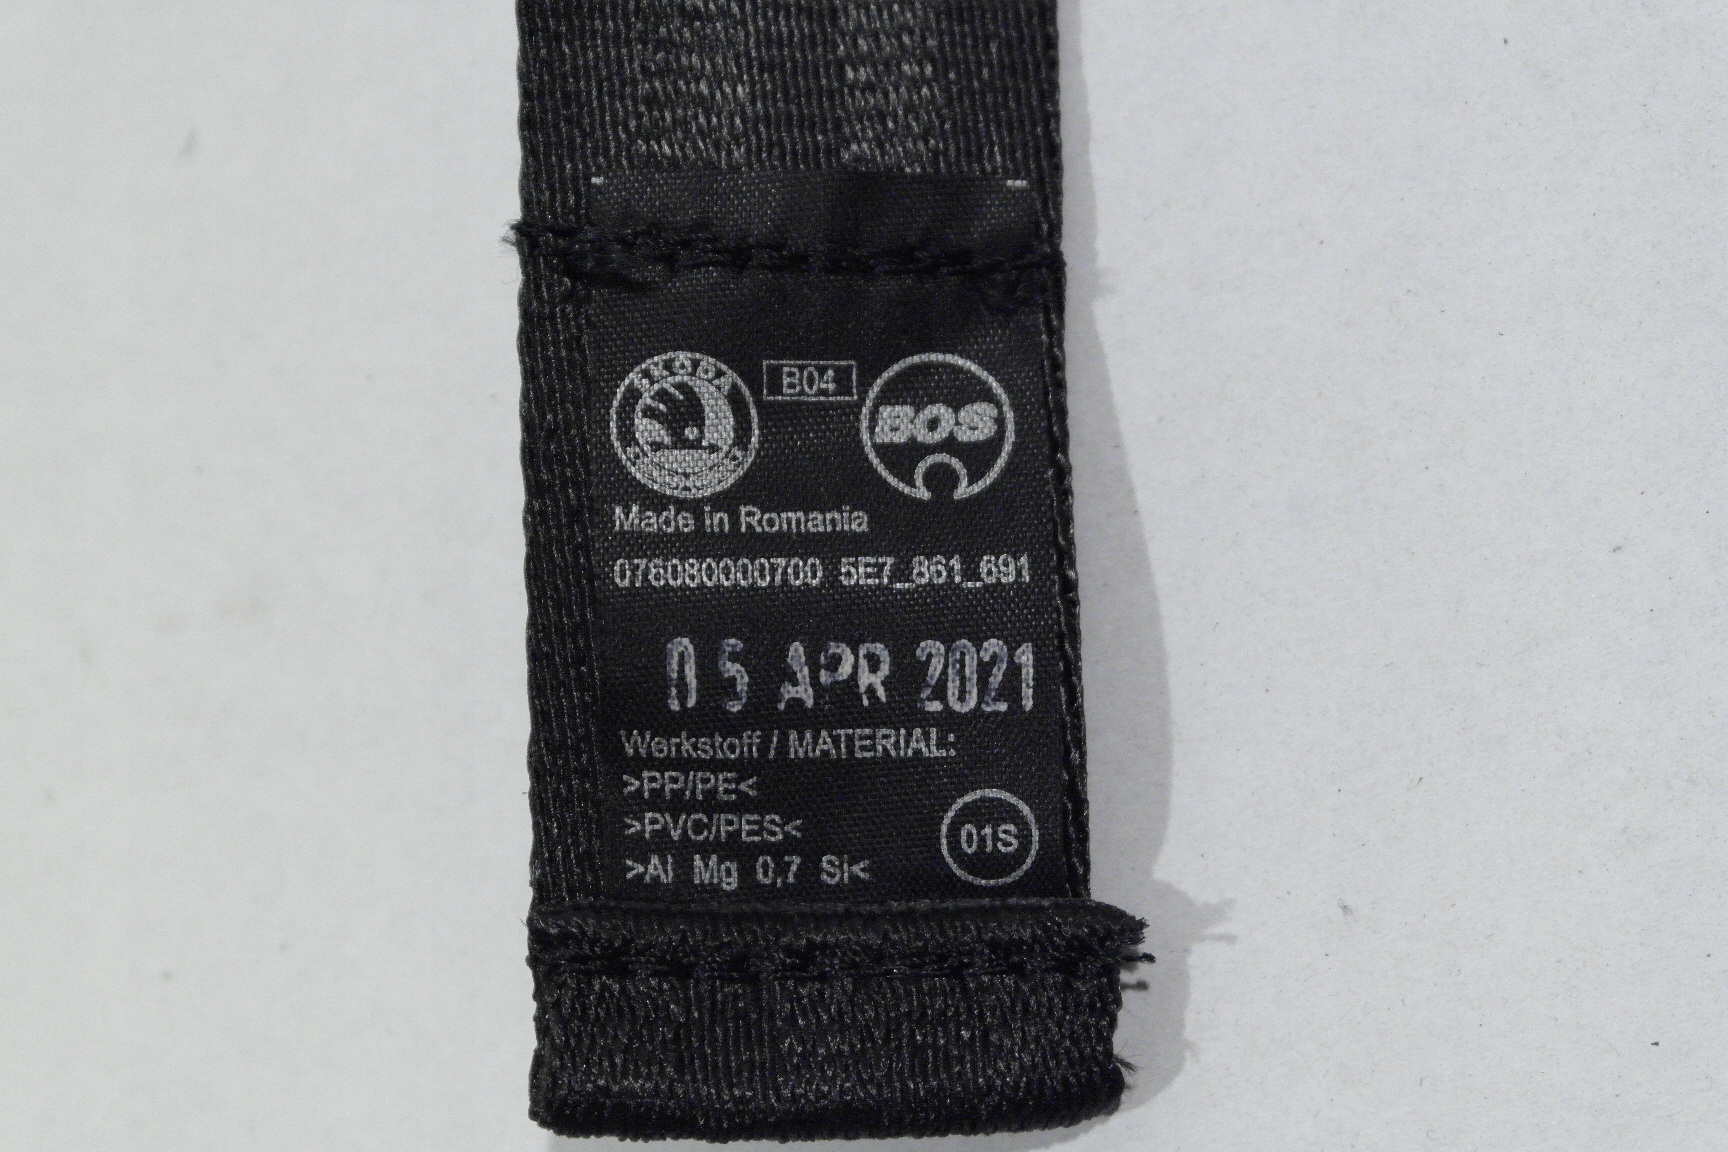 ŠKODA
B04
BOS
Made in Romania
076080000700 5E7_861_691
05 APR 2021
Werkstoff / MATERIAL:
>PP/PE<
>PVC/PES<
>Al Mg 0,7 Si<
01S